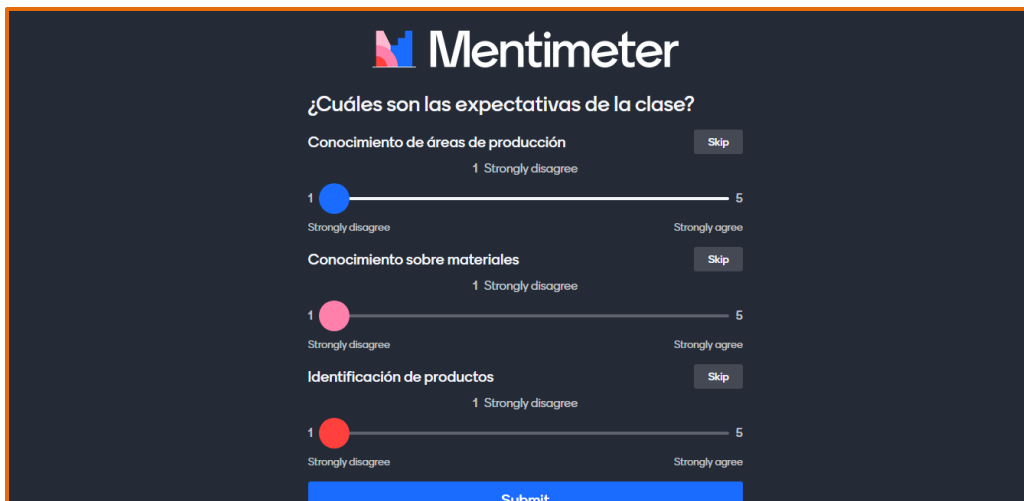 Mentimeter
¿Cuáles son las expectativas de la clase?
Conocimiento de áreas de producción Skip
1 Strongly disagree
1 5
Strongly disagree Strongly agree
Conocimiento sobre materiales Skip
1 Strongly disagree
1 5
Strongly disagree Strongly agree
Identificación de productos Skip
1 Strongly disagree
1 5
Strongly disagree Strongly agree
Submit